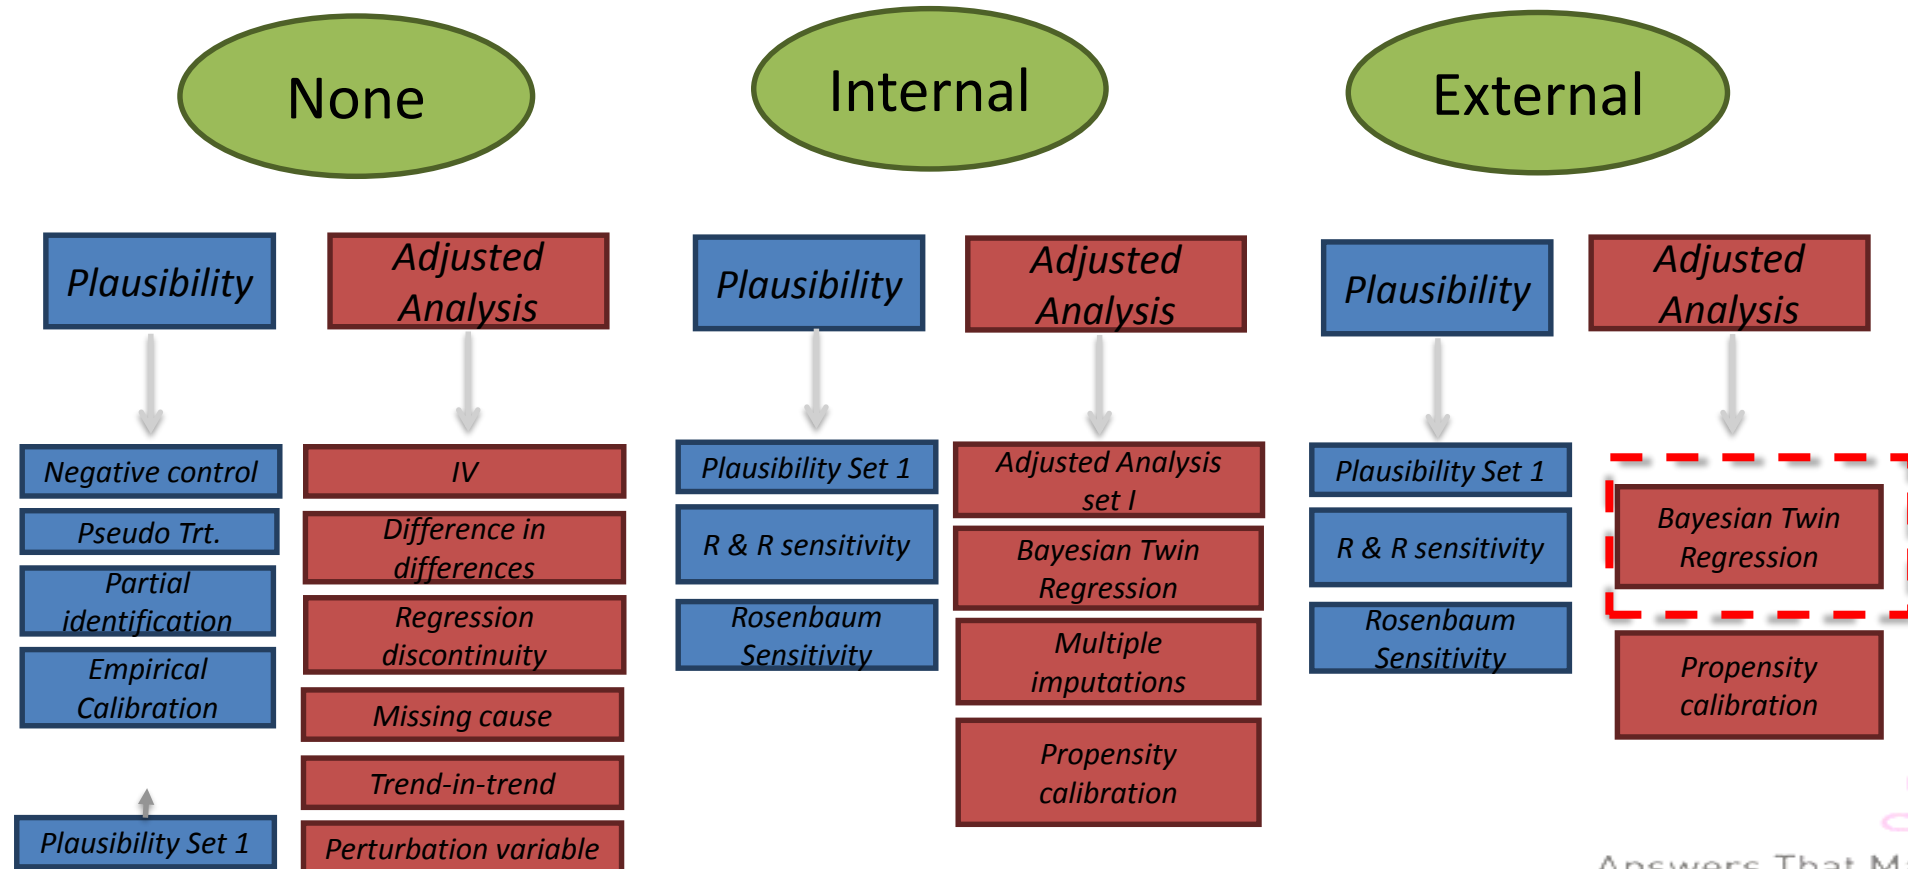 None
Internal
External
Plausibility
Adjusted
Analysis
Plausibility
Adjusted
Analysis
Plausibility
Adjusted
Analysis
Negative control
Pseudo Trt.
Partial
identification
Empirical
Calibration
Plausibility Set 1
IV
Difference in
differences
Regression
discontinuity
Missing cause
Trend-in-trend
Perturbation variable
Plausibility Set 1
R & R sensitivity
Rosenbaum
Sensitivity
Adjusted Analysis
set I
Bayesian Twin
Regression
Multiple
imputations
Propensity
calibration
Plausibility Set 1
R & R sensitivity
Rosenbaum
Sensitivity
Bayesian Twin
Regression
Propensity
calibration
Answers That